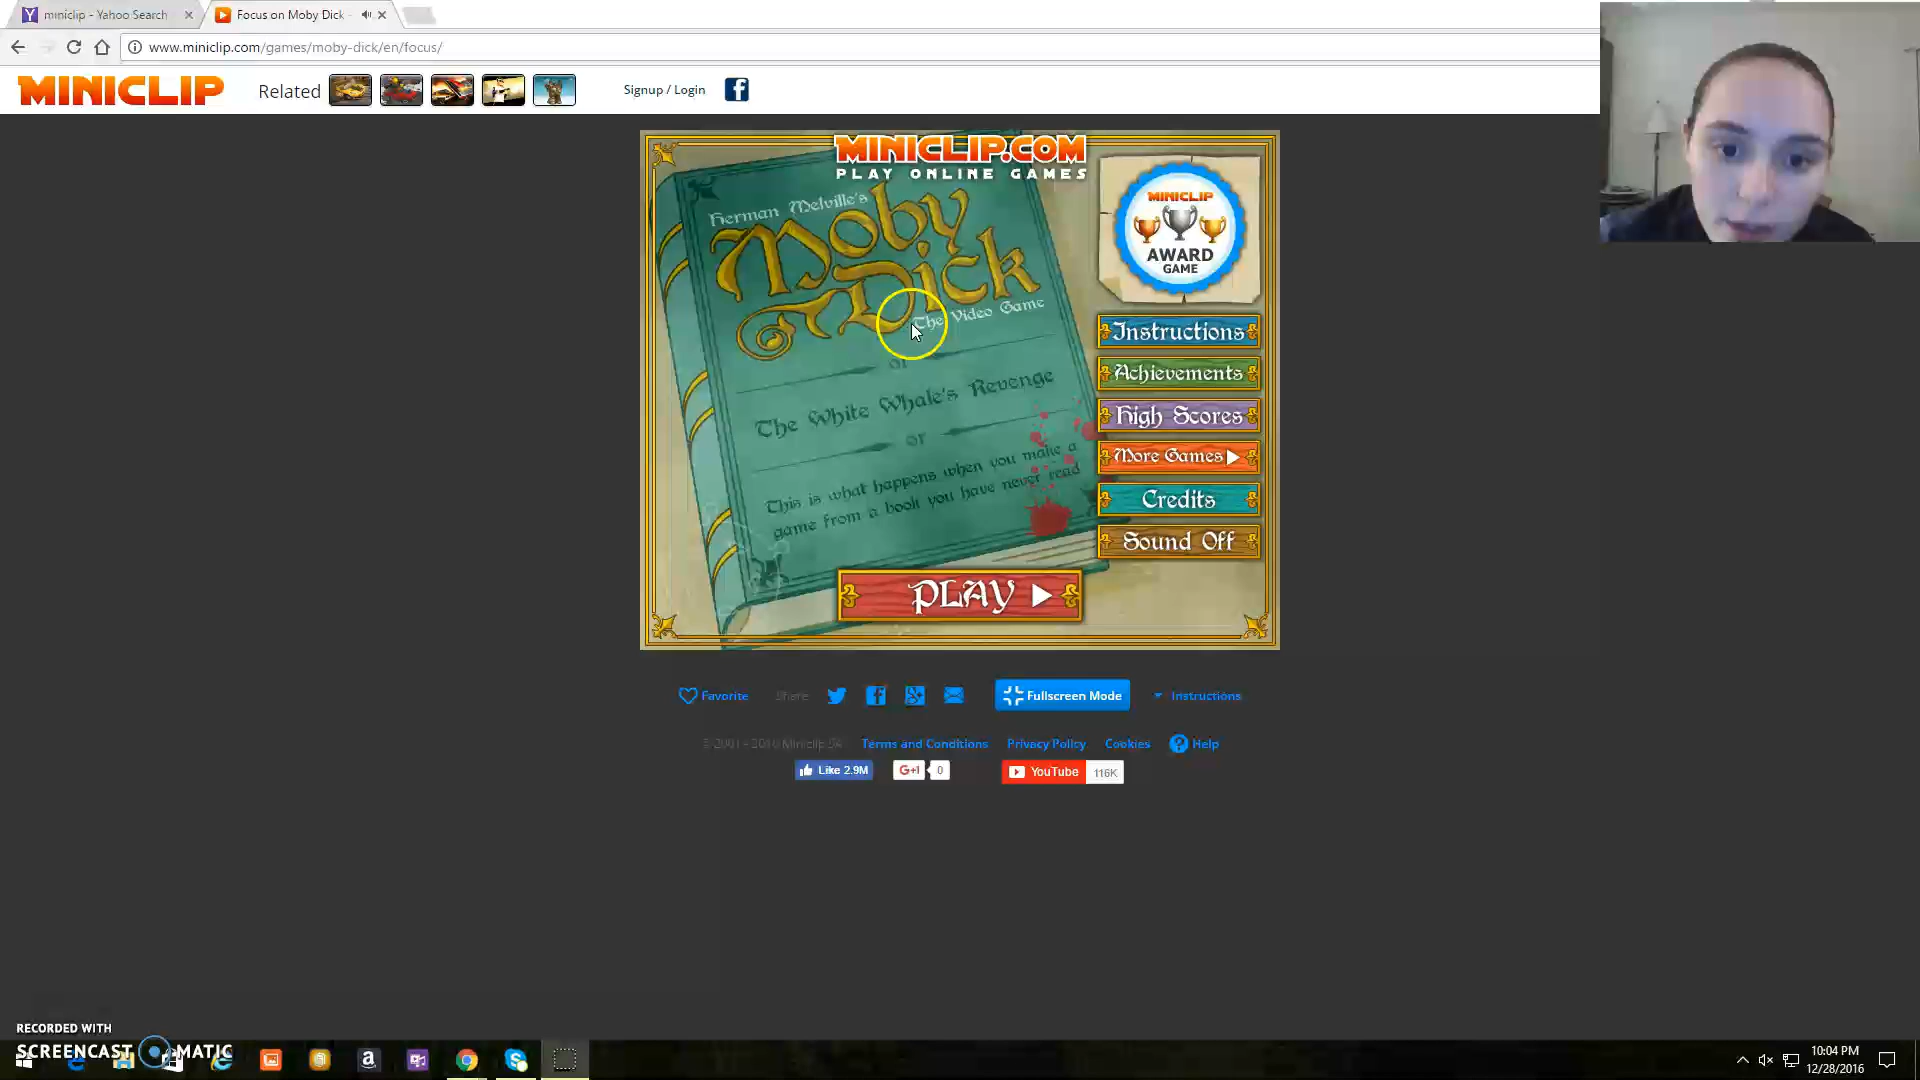 miniclip - Yahoo Search
Focus on Moby Dick -
www.miniclip.com/games/moby-dick/en/focus/
MINICLIP
Related
Signup / Login
MINICLIP.COM
PLAY ONLINE GAMES
Herman Melville's
Moby
Dick
The Video Game
or
The White Whale's Revenge
or
This is what happens when you make a
game from a book you have never read
MINICLIP
AWARD
GAME
Instructions
Achievements
High Scores
More Games
Credits
Sound Off
PLAY
Favorite
Share
Fullscreen Mode
Instructions
© 2001 - 2016 Miniclip SA
Terms and Conditions
Privacy Policy
Cookies
Help
Like 2.9M
G+1
0
YouTube
116K
RECORDED WITH
SCREENCAST MATIC
10:04 PM
12/28/2016